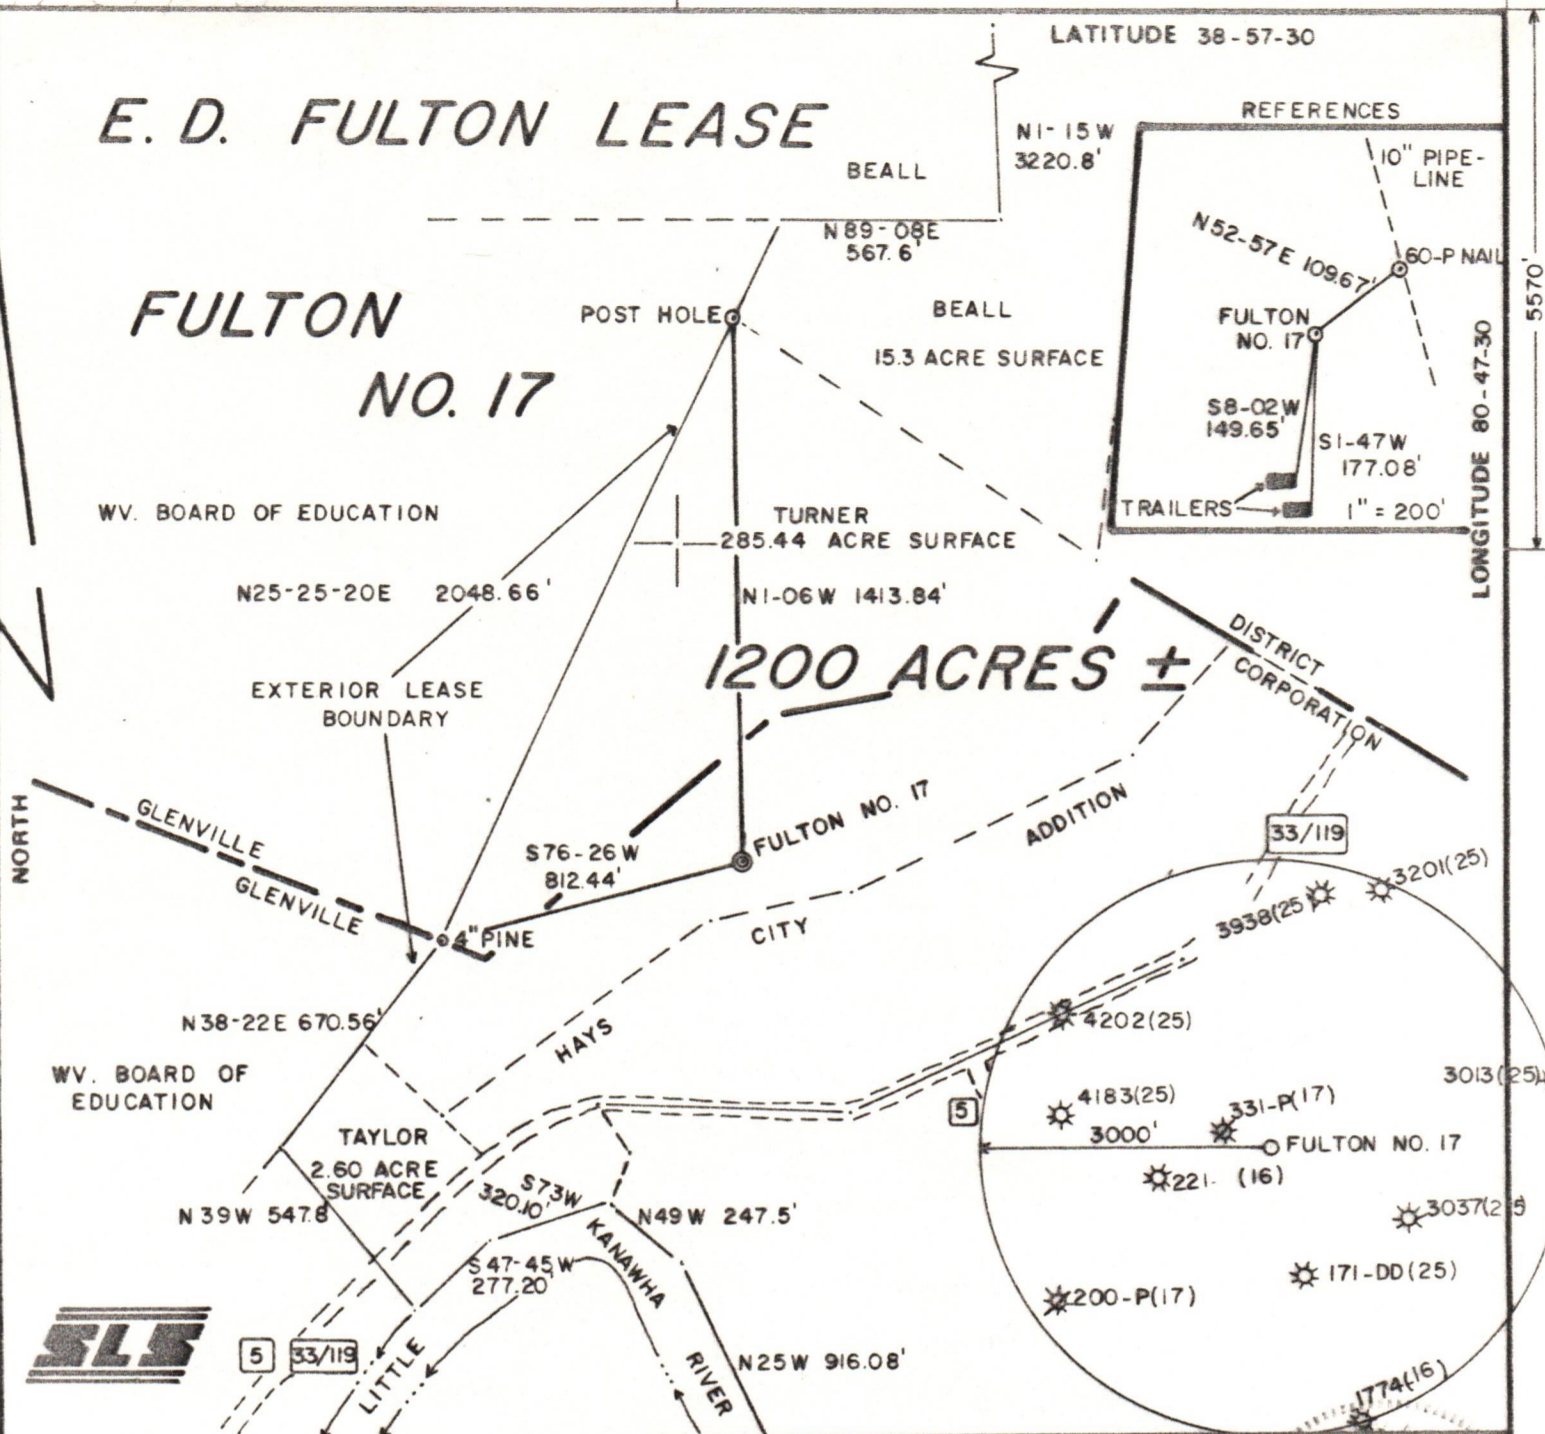 LATITUDE 38-57-30
E. D. FULTON LEASE
REFERENCES
N1-15W
3220.8'
BEALL
10" PIPE-
LINE
N89-08E
567.6'
N52-57E 109.67'
60-P NAIL
5570'
FULTON
NO. 17
POST HOLE
BEALL
15.3 ACRE SURFACE
FULTON
NO. 17
S8-02W
149.65'
S1-47W
177.08'
TRAILERS
1" = 200'
LONGITUDE 80-47-30
WV. BOARD OF EDUCATION
TURNER
285.44 ACRE SURFACE
N25-25-20E 2048.66'
N1-06W 1413.84'
1200 ACRES ±
DISTRICT
CORPORATION
EXTERIOR LEASE
BOUNDARY
NORTH
GLENVILLE
GLENVILLE
S76-26W
812.44'
FULTON NO. 17
ADDITION
33/119
4" PINE
CITY
3938(25)
3201(25)
N38-22E 670.56'
HAYS
4202(25)
WV. BOARD OF
EDUCATION
3013(25)
4183(25)
5
331-P(17)
3000'
FULTON NO. 17
TAYLOR
2.60 ACRE
SURFACE
221- (16)
S73W
320.10'
N39W 547.8'
N49W 247.5'
3037(25)
KANAWHA
S47-45W
277.20'
171-DD(25)
200-P(17)
SLS
5
33/119
LITTLE
RIVER
N25W 916.08'
1774(16)